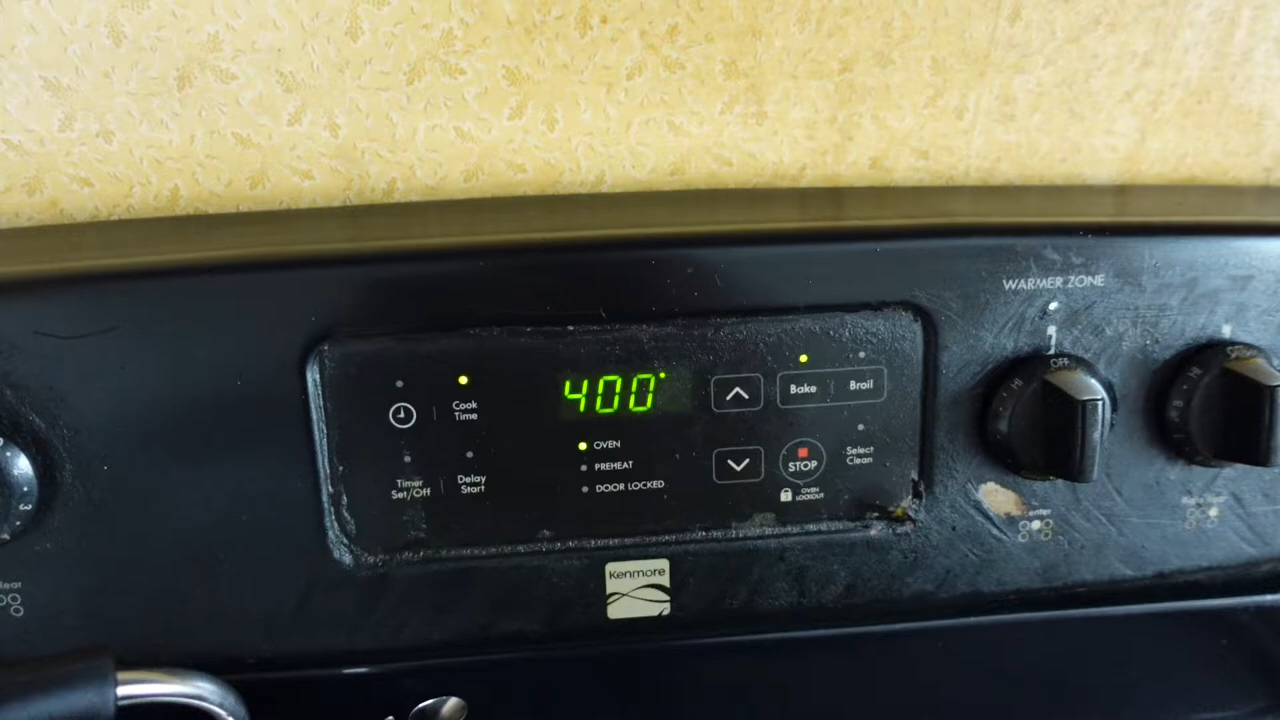 WARMER ZONE
OFF
HI
Cook
Time
400°
Bake
Broil
OVEN
PREHEAT
DOOR LOCKED
Timer
Set/Off
Delay
Start
STOP
OVEN
LOCKOUT
Select
Clean
3
Kenmore